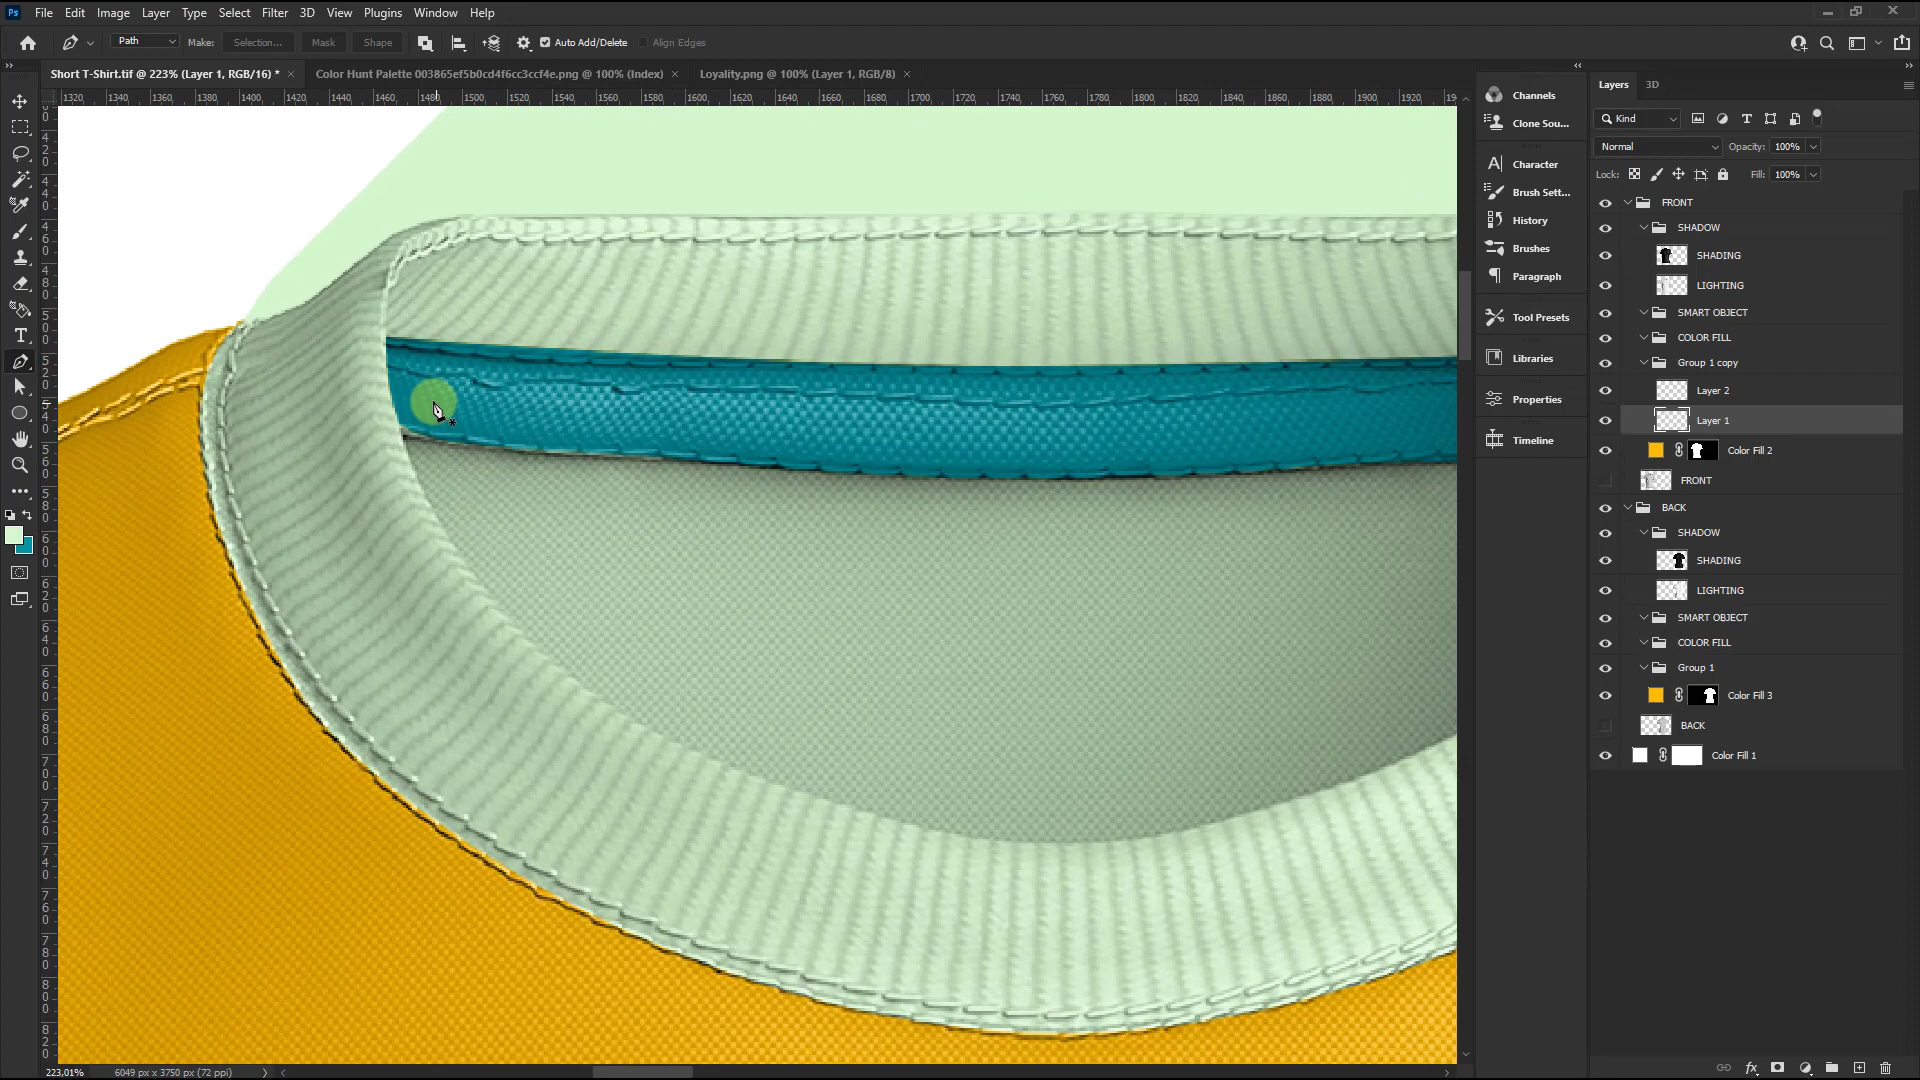 Ps File Edit Image Layer Type Select Filter 3D View Plugins Window Help
Path Make: Selection... Mask Shape Auto Add/Delete Align Edges
Short T-Shirt.tif @ 223% (Layer 1, RGB/16) * × Color Hunt Palette 003865ef5b0cd4f6cc3ccf4e.png @ 100% (Index) × Loyality.png @ 100% (Layer 1, RGB/8) ×
1320 1340 1360 1380 1400 1420 1440 1460 1480 1500 1520 1540 1560 1580 1600 1620 1640 1660 1680 1700 1720 1740 1760 1780 1800 1820 1840 1860 1880 1900 1920
Channels
Clone Sou...
Character
Brush Sett...
History
Brushes
Paragraph
Tool Presets
Libraries
Properties
Timeline
Layers 3D
Kind
Normal Opacity: 100%
Lock: Fill: 100%
FRONT
SHADOW
SHADING
LIGHTING
SMART OBJECT
COLOR FILL
Group 1 copy
Layer 2
Layer 1
Color Fill 2
FRONT
BACK
SHADOW
SHADING
LIGHTING
SMART OBJECT
COLOR FILL
Group 1
Color Fill 3
BACK
Color Fill 1
223,01% 6049 px x 3750 px (72 ppi)